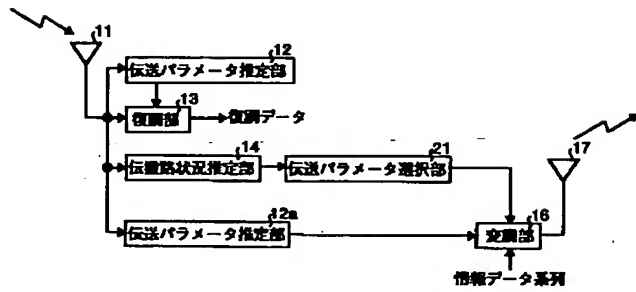 11
12
伝送パラメータ推定部
13
復調部
復調データ
14
伝搬路状況推定部
21
伝送パラメータ選択部
17
12a
伝送パラメータ推定部
16
変調部
情報データ系列